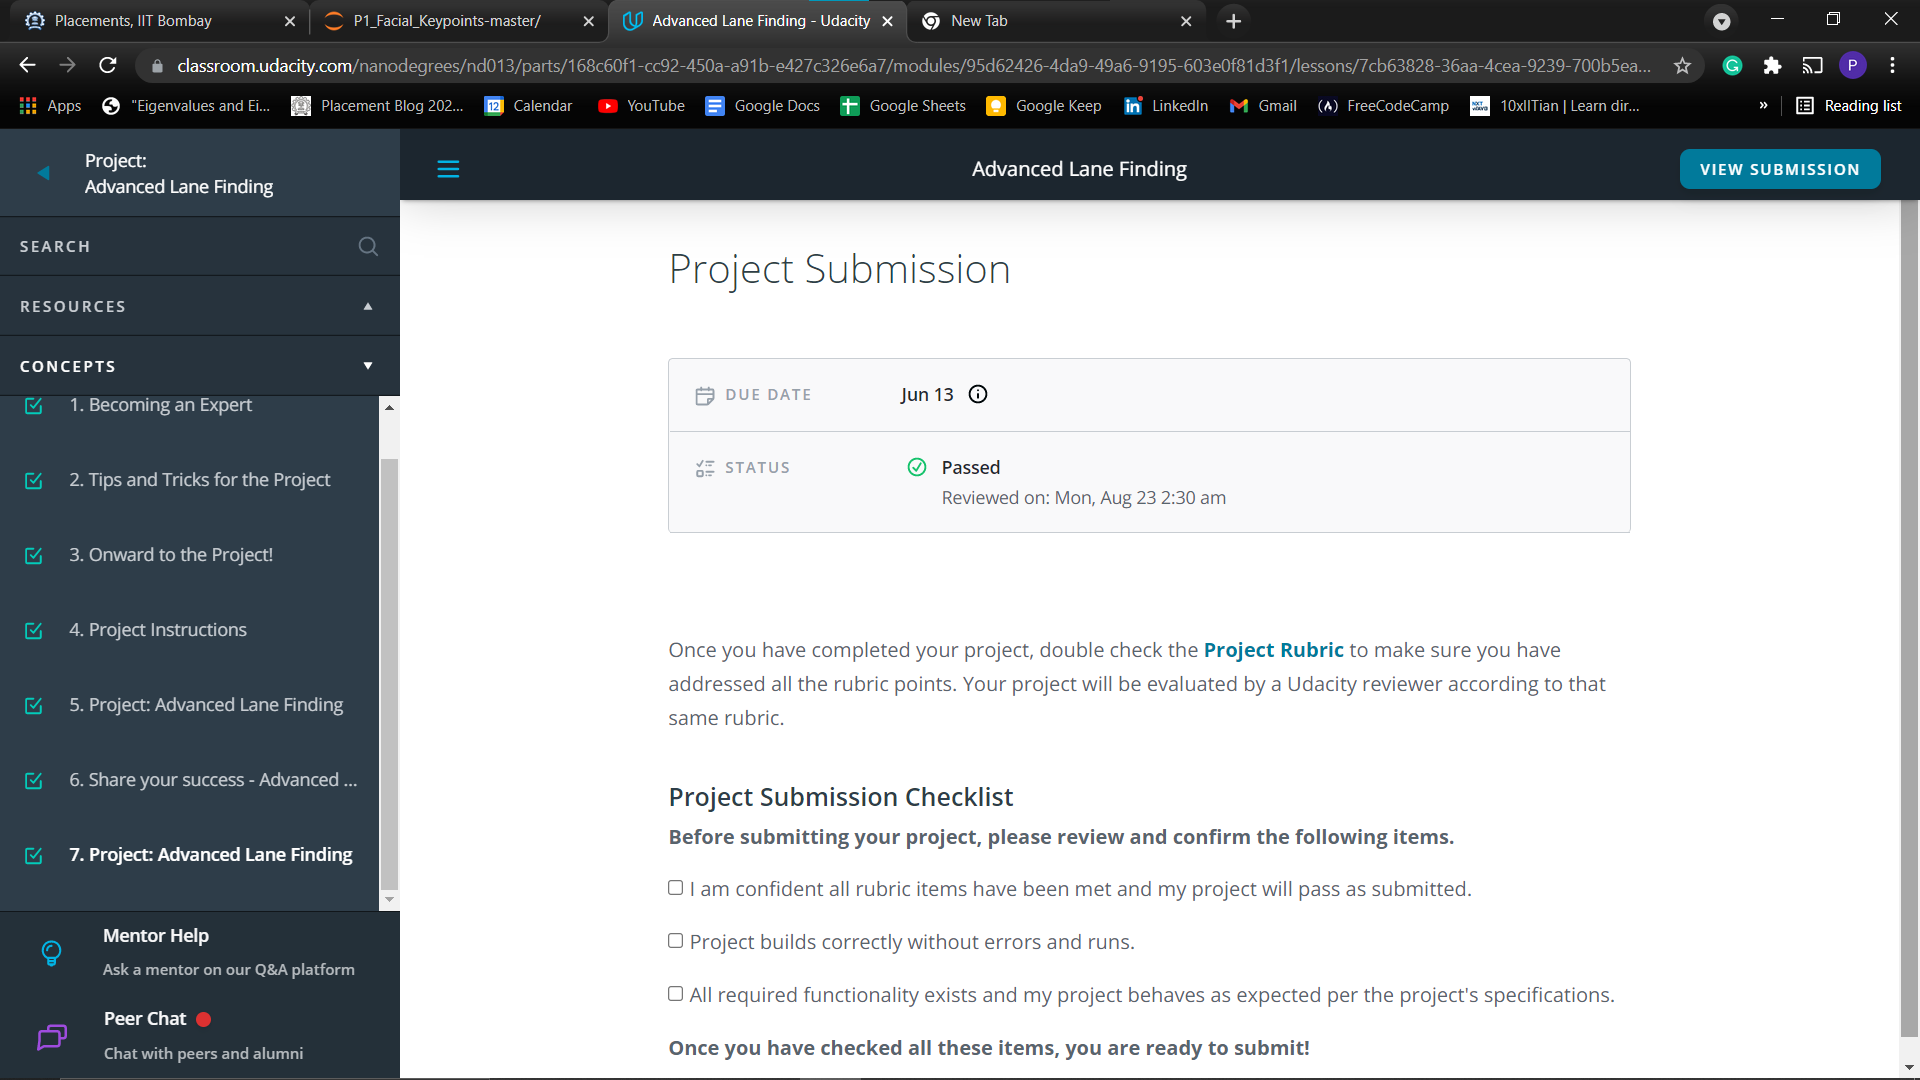 Placements, IIT Bombay
P1_Facial_Keypoints-master/
Advanced Lane Finding - Udacity
New Tab
classroom.udacity.com/nanodegrees/nd013/parts/168c60f1-cc92-450a-a91b-e427c326e6a7/modules/95d62426-4da9-49a6-9195-603e0f81d3f1/lessons/7cb63828-36aa-4cea-9239-700b5ea...
P
Apps
"Eigenvalues and Ei...
Placement Blog 202...
Calendar
YouTube
Google Docs
Google Sheets
Google Keep
LinkedIn
Gmail
FreeCodeCamp
10xIITian | Learn dir...
»
Reading list
Project:
Advanced Lane Finding
SEARCH
RESOURCES
CONCEPTS
1. Becoming an Expert
2. Tips and Tricks for the Project
3. Onward to the Project!
4. Project Instructions
5. Project: Advanced Lane Finding
6. Share your success - Advanced ...
7. Project: Advanced Lane Finding
Mentor Help
Ask a mentor on our Q&A platform
Peer Chat
Chat with peers and alumni
Advanced Lane Finding
VIEW SUBMISSION
Project Submission
DUE DATE
Jun 13
STATUS
Passed
Reviewed on: Mon, Aug 23 2:30 am
Once you have completed your project, double check the Project Rubric to make sure you have
addressed all the rubric points. Your project will be evaluated by a Udacity reviewer according to that
same rubric.
Project Submission Checklist
Before submitting your project, please review and confirm the following items.
I am confident all rubric items have been met and my project will pass as submitted.
Project builds correctly without errors and runs.
All required functionality exists and my project behaves as expected per the project's specifications.
Once you have checked all these items, you are ready to submit!